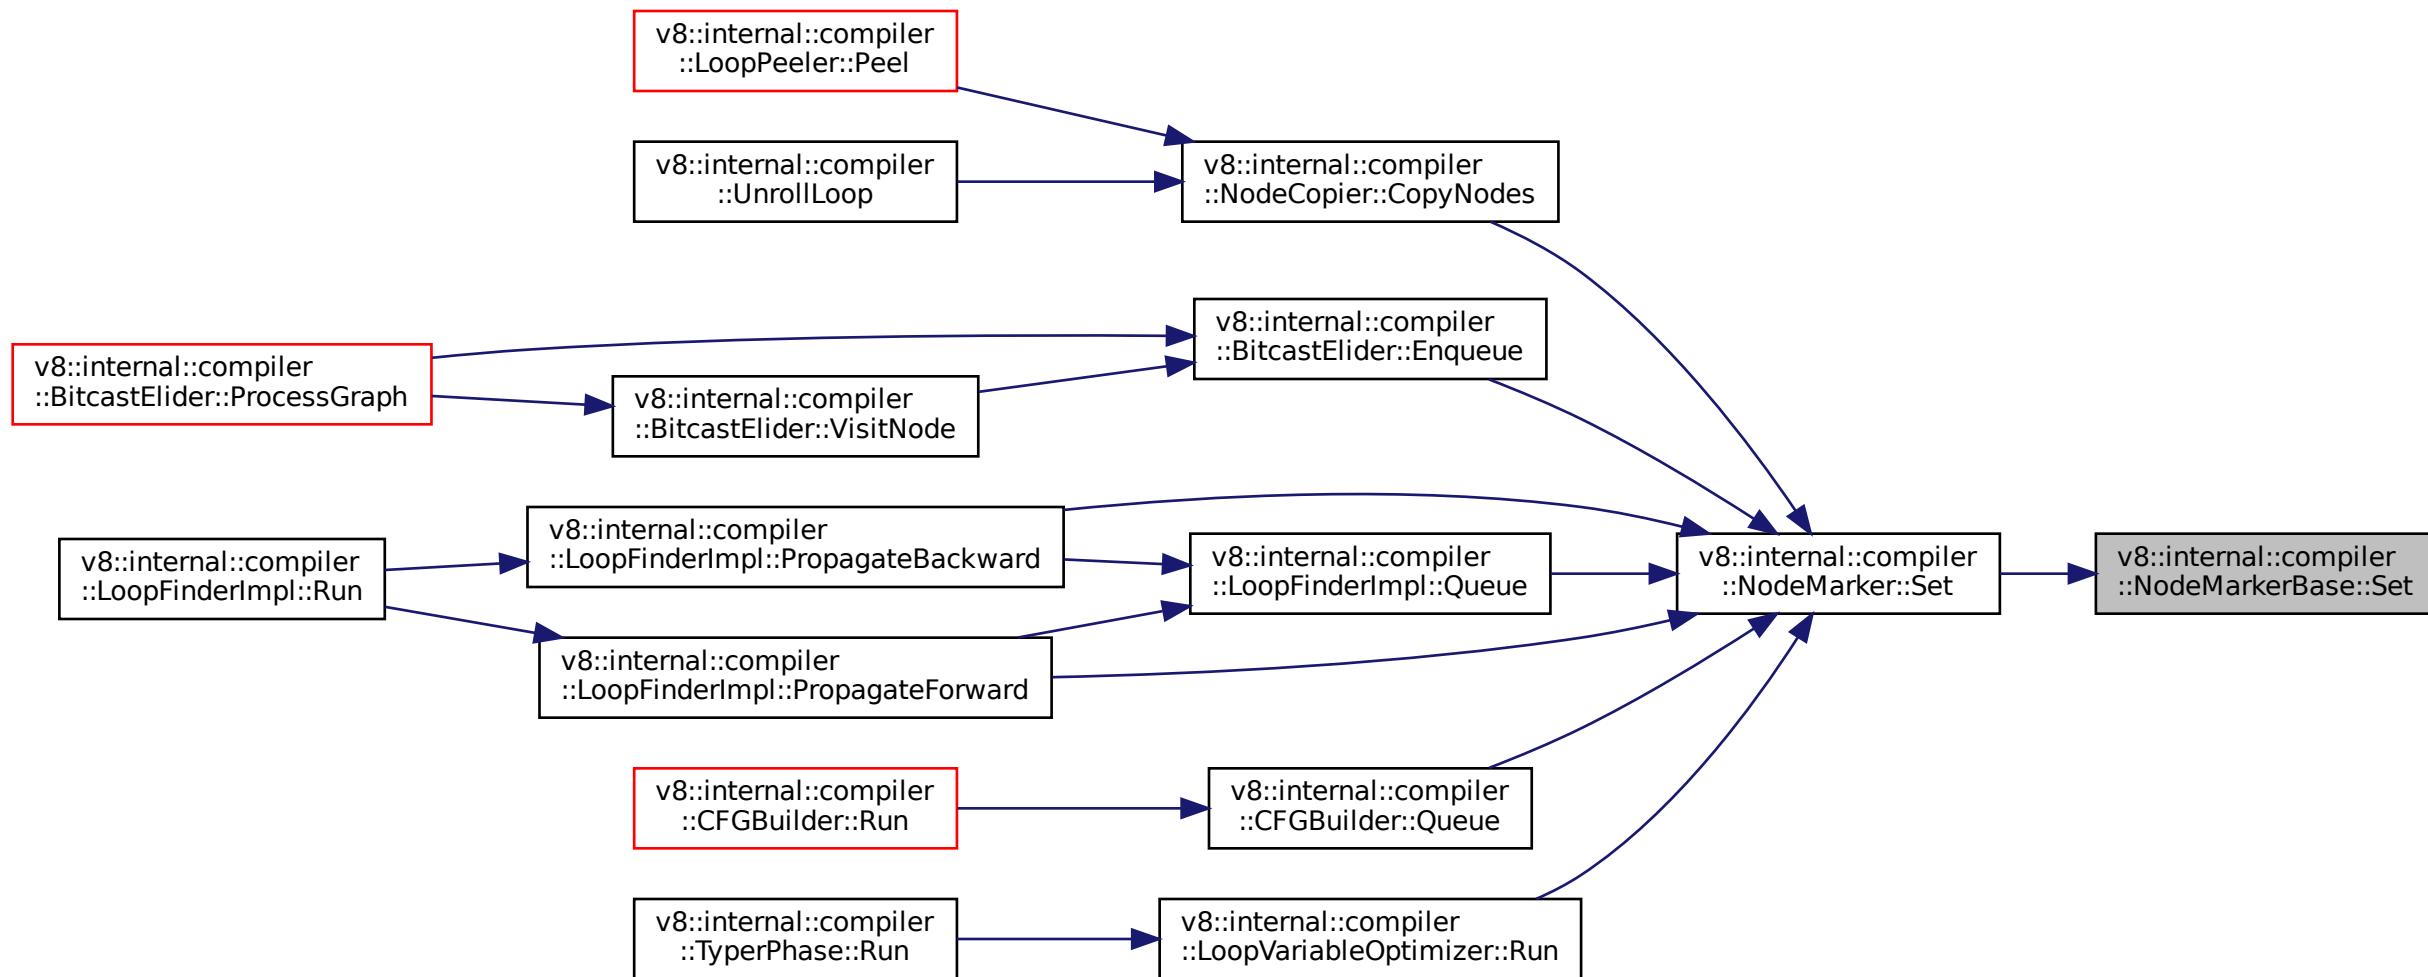 v8::internal::compiler
::LoopPeeler::Peel
v8::internal::compiler
::UnrollLoop
v8::internal::compiler
::NodeCopier::CopyNodes
v8::internal::compiler
::BitcastElider::Enqueue
v8::internal::compiler
::BitcastElider::ProcessGraph
v8::internal::compiler
::BitcastElider::VisitNode
v8::internal::compiler
::LoopFinderImpl::PropagateBackward
v8::internal::compiler
::LoopFinderImpl::Run
v8::internal::compiler
::LoopFinderImpl::Queue
v8::internal::compiler
::NodeMarker::Set
v8::internal::compiler
::NodeMarkerBase::Set
v8::internal::compiler
::LoopFinderImpl::PropagateForward
v8::internal::compiler
::CFGBuilder::Run
v8::internal::compiler
::CFGBuilder::Queue
v8::internal::compiler
::TyperPhase::Run
v8::internal::compiler
::LoopVariableOptimizer::Run